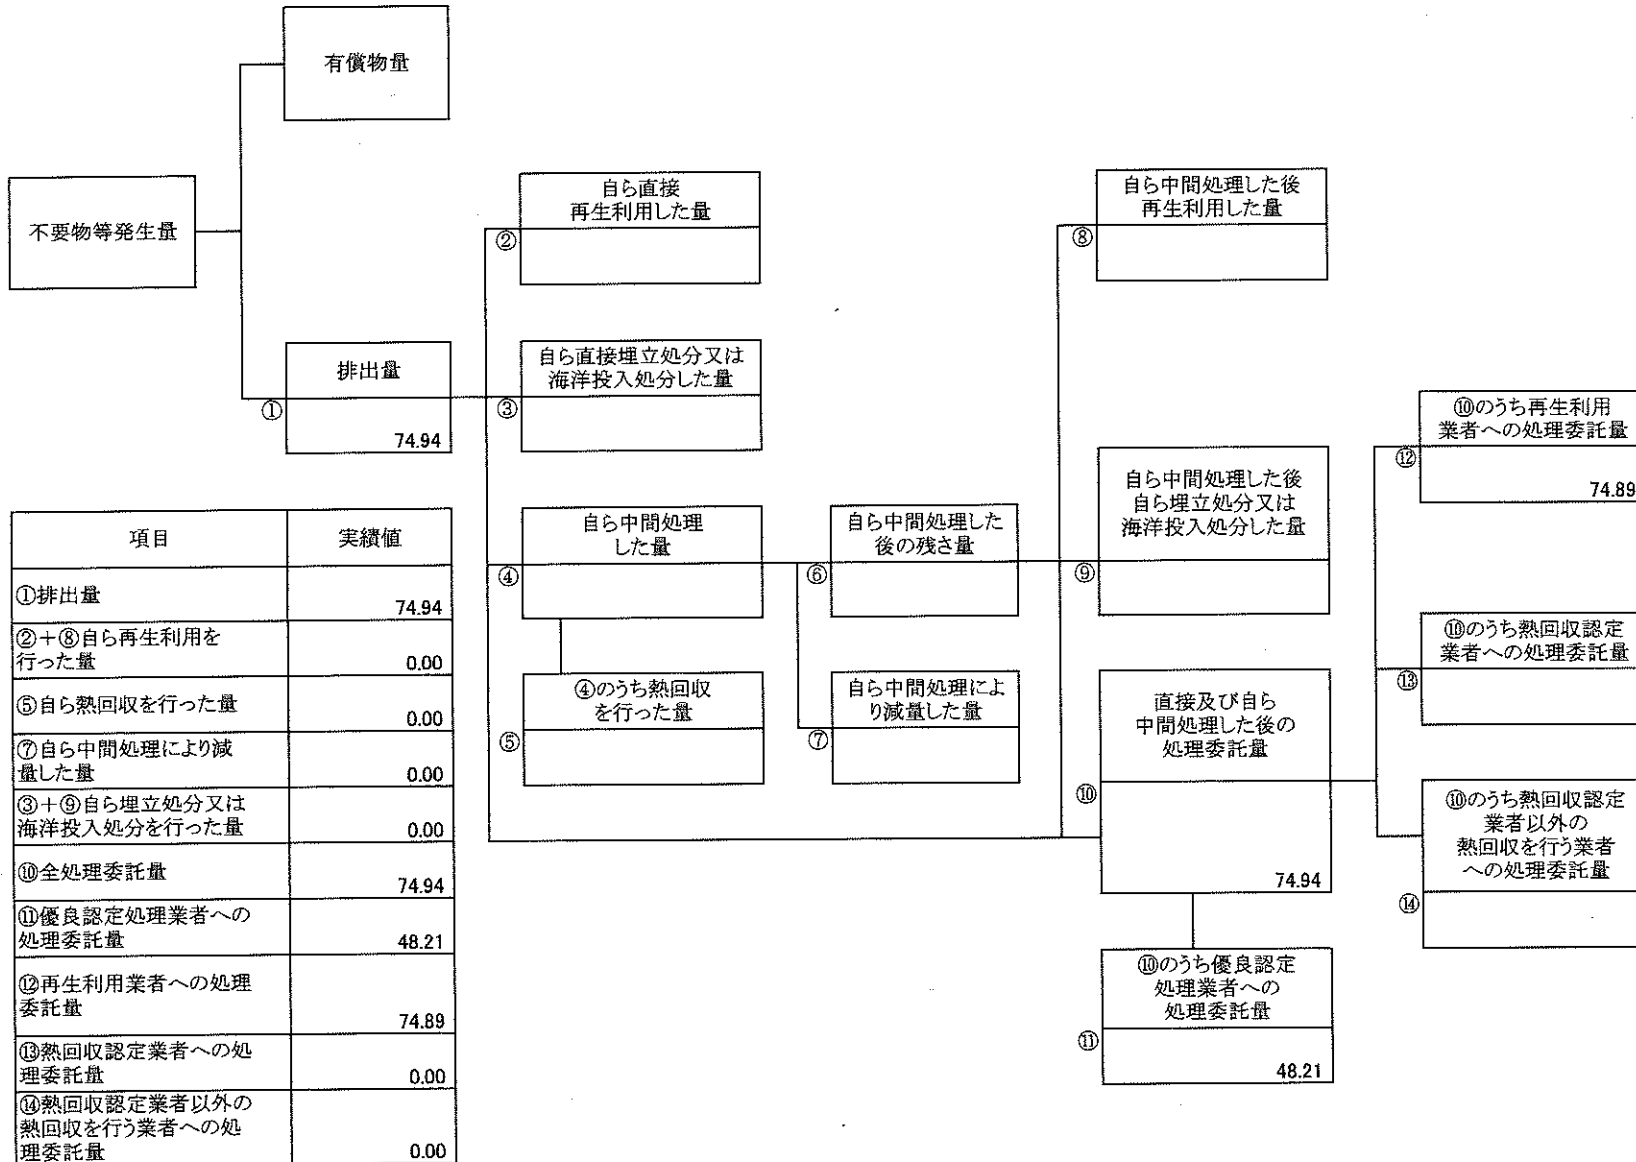 有償物量
不要物等発生量
排出量
①
74.94
自ら直接
再生利用した量
②
自ら直接埋立処分又は
海洋投入処分した量
③
自ら中間処理
した量
④
④のうち熱回収
を行った量
⑤
自ら中間処理した
後の残さ量
⑥
自ら中間処理によ
り減量した量
⑦
自ら中間処理した後
再生利用した量
⑧
自ら中間処理した後
自ら埋立処分又は
海洋投入処分した量
⑨
直接及び自ら
中間処理した後の
処理委託量
⑩
74.94
⑩のうち優良認定
処理業者への
処理委託量
⑪
48.21
⑩のうち再生利用
業者への処理委託量
⑫
74.89
⑩のうち熱回収認定
業者への処理委託量
⑬
⑩のうち熱回収認定
業者以外の
熱回収を行う業者
への処理委託量
⑭
項目 実績値
①排出量 74.94
②+⑧自ら再生利用を
行った量 0.00
⑤自ら熱回収を行った量 0.00
⑦自ら中間処理により減
量した量 0.00
③+⑨自ら埋立処分又は
海洋投入処分を行った量 0.00
⑩全処理委託量 74.94
⑪優良認定処理業者への
処理委託量 48.21
⑫再生利用業者への処理
委託量 74.89
⑬熱回収認定業者への処
理委託量 0.00
⑭熱回収認定業者以外の
熱回収を行う業者への処
理委託量 0.00